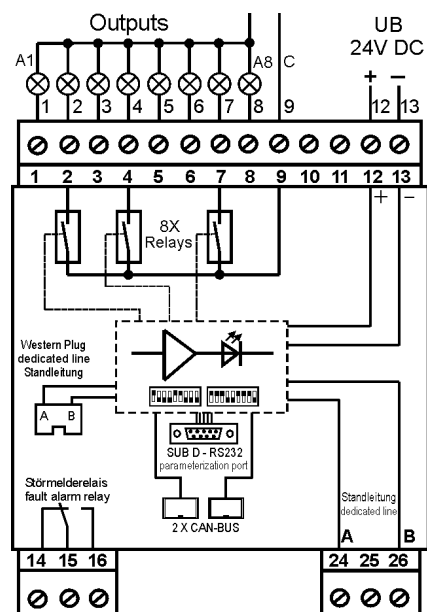 Outputs
UB
24V DC
A1
A8
C
+
−
1 2 3 4 5 6 7 8 9 12 13
1 2 3 4 5 6 7 8 9 10 11 12 13
+
−
8X
Relays
Western Plug
dedicated line
Standleitung
A B
SUB D - RS232
parameterization port
2 X CAN-BUS
Störmelderelais
fault alarm relay
Standleitung
dedicated line
A B
14 15 16
24 25 26